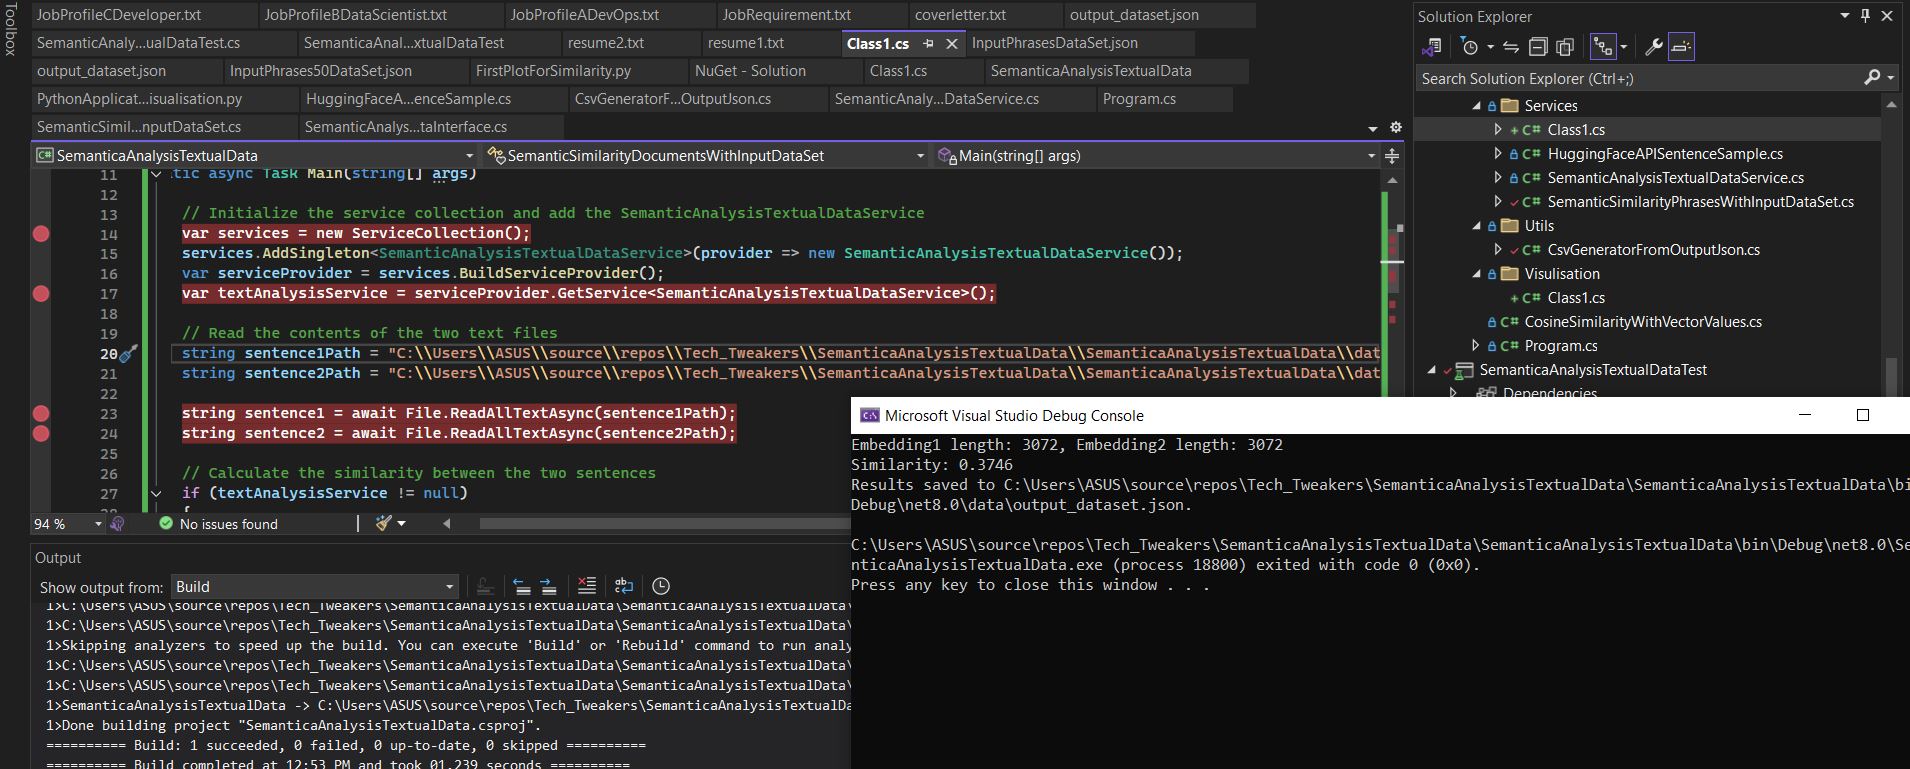 Toolbox
JobProfileCDeveloper.txt JobProfileBDataScientist.txt JobProfileADevOps.txt JobRequirement.txt coverletter.txt output_dataset.json
SemanticAnaly...ualDataTest.cs SemanticaAnal...xtualDataTest resume2.txt resume1.txt Class1.cs InputPhrasesDataSet.json
output_dataset.json InputPhrases50DataSet.json FirstPlotForSimilarity.py NuGet - Solution Class1.cs SemanticaAnalysisTextualData
PythonApplicat...isualisation.py HuggingFaceA...enceSample.cs CsvGeneratorF...OutputJson.cs SemanticAnaly...DataService.cs Program.cs
SemanticSimil...nputDataSet.cs SemanticAnalys...taInterface.cs
SemanticaAnalysisTextualData SemanticSimilarityDocumentsWithInputDataSet Main(string[] args)
11 tic async Task Main(string[] args)
12
13 // Initialize the service collection and add the SemanticAnalysisTextualDataService
14 var services = new ServiceCollection();
15 services.AddSingleton<SemanticAnalysisTextualDataService>(provider => new SemanticAnalysisTextualDataService());
16 var serviceProvider = services.BuildServiceProvider();
17 var textAnalysisService = serviceProvider.GetService<SemanticAnalysisTextualDataService>();
18
19 // Read the contents of the two text files
20 string sentence1Path = "C:\\Users\\ASUS\\source\\repos\\Tech_Tweakers\\SemanticaAnalysisTextualData\\SemanticaAnalysisTextualData\\dat
21 string sentence2Path = "C:\\Users\\ASUS\\source\\repos\\Tech_Tweakers\\SemanticaAnalysisTextualData\\SemanticaAnalysisTextualData\\dat
22
23 string sentence1 = await File.ReadAllTextAsync(sentence1Path);
24 string sentence2 = await File.ReadAllTextAsync(sentence2Path);
25
26 // Calculate the similarity between the two sentences
27 if (textAnalysisService != null)
28 {
94 % No issues found
Output
Show output from: Build
1>C:\Users\ASUS\source\repos\Tech_Tweakers\SemanticaAnalysisTextualData\SemanticaAnalysisTextualData\
1>C:\Users\ASUS\source\repos\Tech_Tweakers\SemanticaAnalysisTextualData\SemanticaAnalysisTextualData\
1>Skipping analyzers to speed up the build. You can execute 'Build' or 'Rebuild' command to run analy
1>C:\Users\ASUS\source\repos\Tech_Tweakers\SemanticaAnalysisTextualData\SemanticaAnalysisTextualData\
1>C:\Users\ASUS\source\repos\Tech_Tweakers\SemanticaAnalysisTextualData\SemanticaAnalysisTextualData\
1>SemanticaAnalysisTextualData -> C:\Users\ASUS\source\repos\Tech_Tweakers\SemanticaAnalysisTextualDa
1>Done building project "SemanticaAnalysisTextualData.csproj".
========== Build: 1 succeeded, 0 failed, 0 up-to-date, 0 skipped ==========
========== Build completed at 12:53 PM and took 01.239 seconds ==========
Solution Explorer
Search Solution Explorer (Ctrl+;)
Services
C# Class1.cs
C# HuggingFaceAPISentenceSample.cs
C# SemanticAnalysisTextualDataService.cs
C# SemanticSimilarityPhrasesWithInputDataSet.cs
Utils
C# CsvGeneratorFromOutputJson.cs
Visulisation
C# Class1.cs
C# CosineSimilarityWithVectorValues.cs
C# Program.cs
SemanticaAnalysisTextualDataTest
Dependencies
Microsoft Visual Studio Debug Console
Embedding1 length: 3072, Embedding2 length: 3072
Similarity: 0.3746
Results saved to C:\Users\ASUS\source\repos\Tech_Tweakers\SemanticaAnalysisTextualData\SemanticaAnalysisTextualData\bi
Debug\net8.0\data\output_dataset.json.
C:\Users\ASUS\source\repos\Tech_Tweakers\SemanticaAnalysisTextualData\SemanticaAnalysisTextualData\bin\Debug\net8.0\Se
nticaAnalysisTextualData.exe (process 18800) exited with code 0 (0x0).
Press any key to close this window . . .